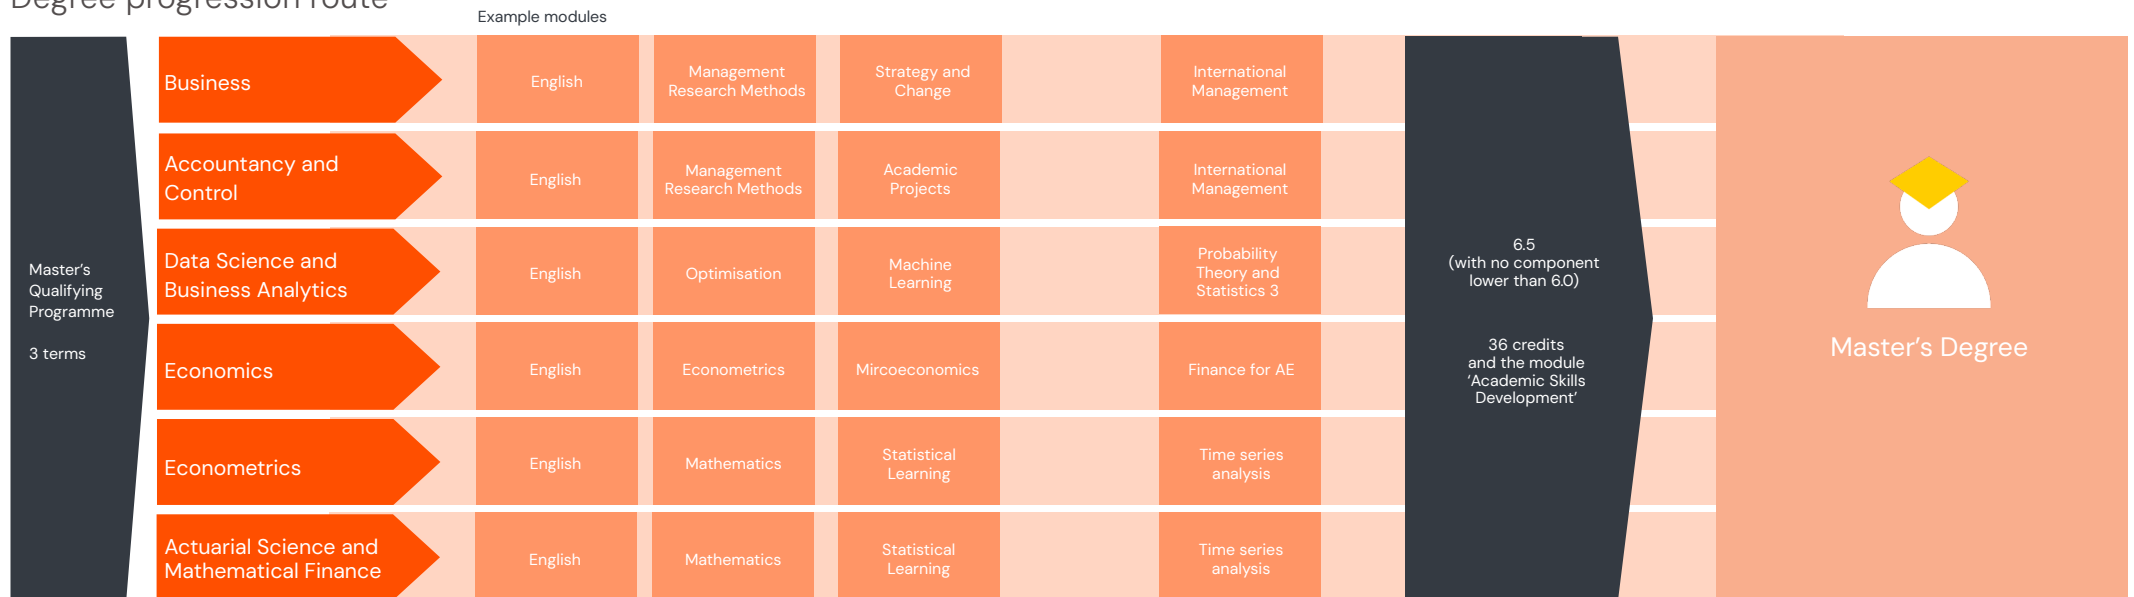 Degree progression route
Example modules
Master's
Qualifying
Programme
3 terms
Business
English
Management
Research Methods
Strategy and
Change
International
Management
Accountancy and
Control
English
Management
Research Methods
Academic
Projects
International
Management
Data Science and
Business Analytics
English
Optimisation
Machine
Learning
Probability
Theory and
Statistics 3
Economics
English
Econometrics
Mircoeconomics
Finance for AE
Econometrics
English
Mathematics
Statistical
Learning
Time series
analysis
Actuarial Science and
Mathematical Finance
English
Mathematics
Statistical
Learning
Time series
analysis
6.5
(with no component
lower than 6.0)
36 credits
and the module
‘Academic Skills
Development’
Master’s Degree